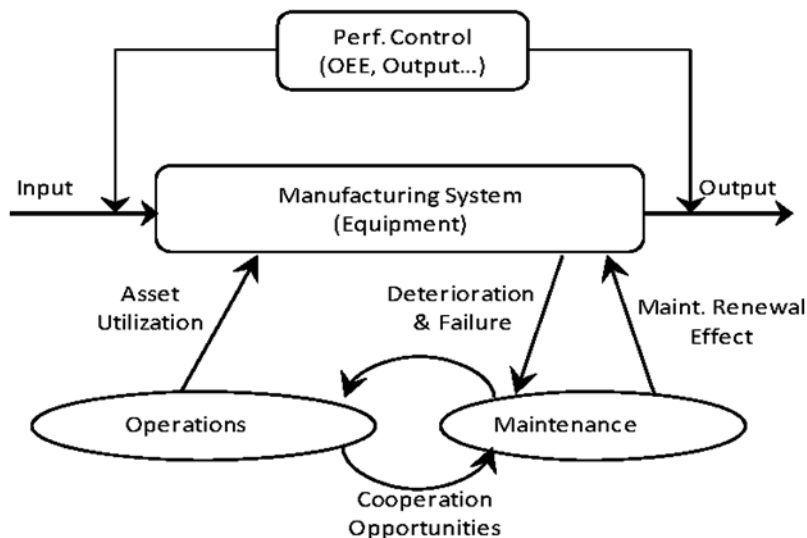 Perf. Control
(OEE, Output...)
Input
Manufacturing System
(Equipment)
Output
Asset
Utilization
Deterioration
& Failure
Maint. Renewal
Effect
Operations
Maintenance
Cooperation
Opportunities